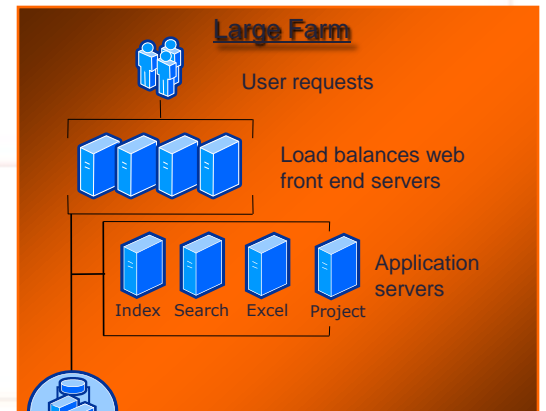 Large Farm
User requests
Load balances web
front end servers
Application
servers
Index Search Excel Project